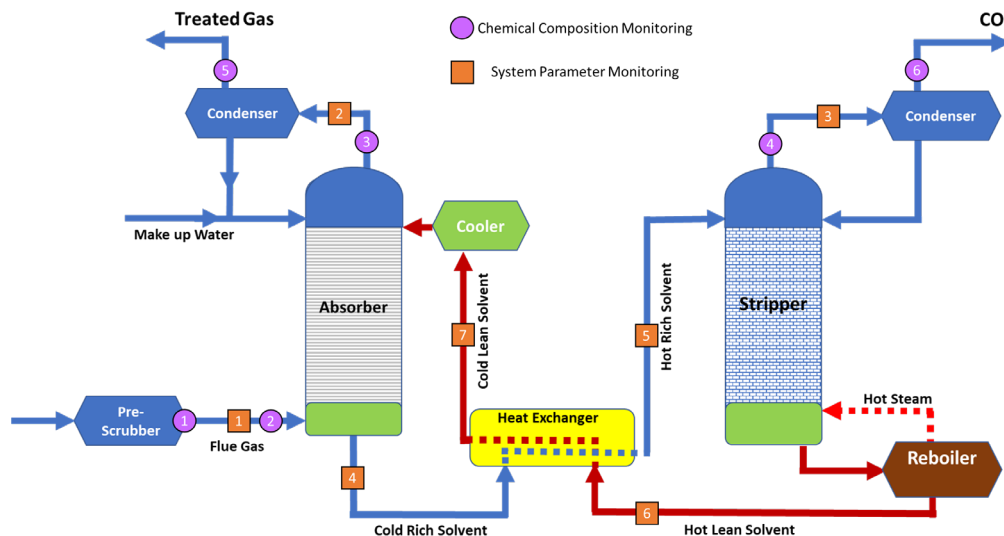 Treated Gas
CO
Chemical Composition Monitoring
System Parameter Monitoring
5
6
Condenser
2
3
Condenser
3
4
Make up Water
Cooler
Absorber
Stripper
7
Cold Lean Solvent
5
Hot Rich Solvent
Pre-
Scrubber
1
1
2
Flue Gas
Heat Exchanger
Hot Steam
Reboiler
4
6
Cold Rich Solvent
Hot Lean Solvent